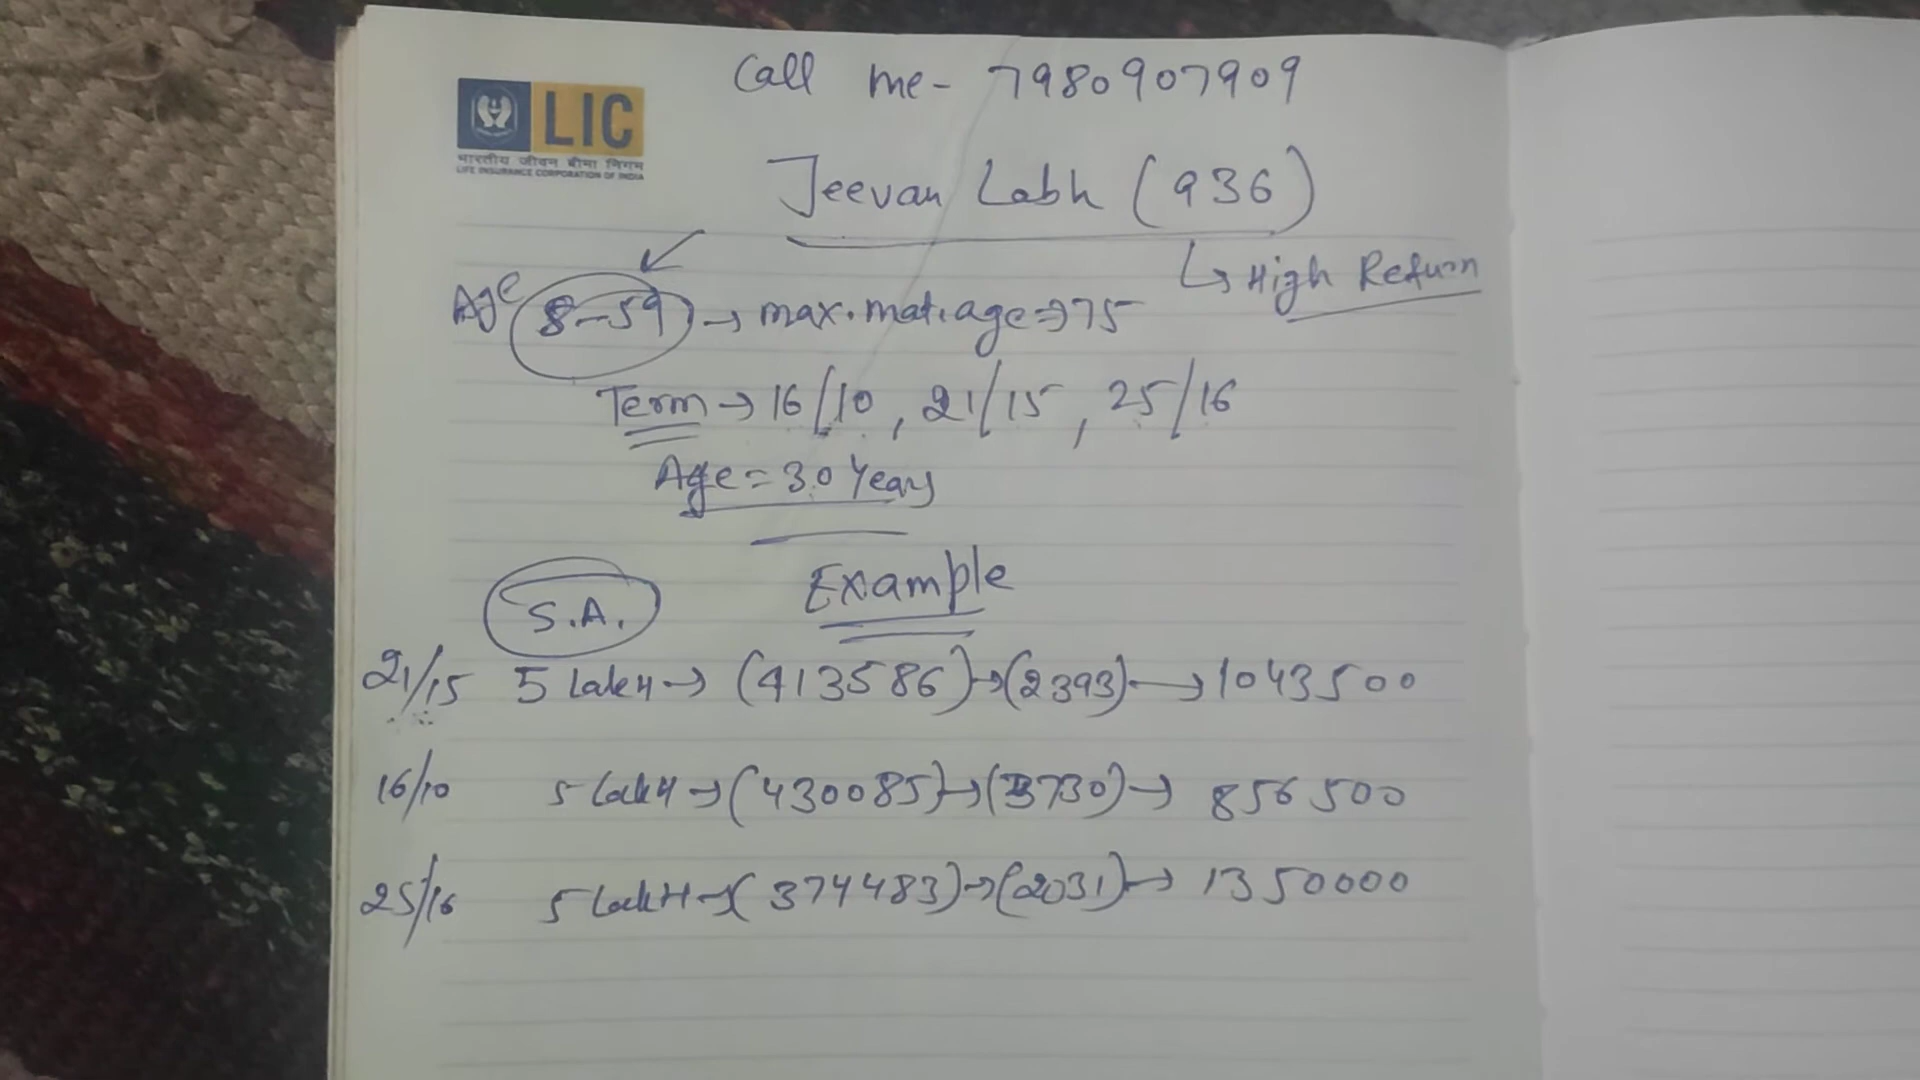 Call me - 7980907909
LIC
भारतीय जीवन बीमा निगम
LIFE INSURANCE CORPORATION OF INDIA
Jeevan Labh (936)
↳ High Return
Age 8-59 → max. mat. age ⇒ 75
Term → 16/10, 21/15, 25/16
Age = 30 Years
Example
S.A.
21/15 5 Lakh → (413586) → (2393) → 1043500
16/10 5 Lakh → (430085) → (3730) → 856500
25/16 5 Lakh → (374483) → (2031) → 1350000